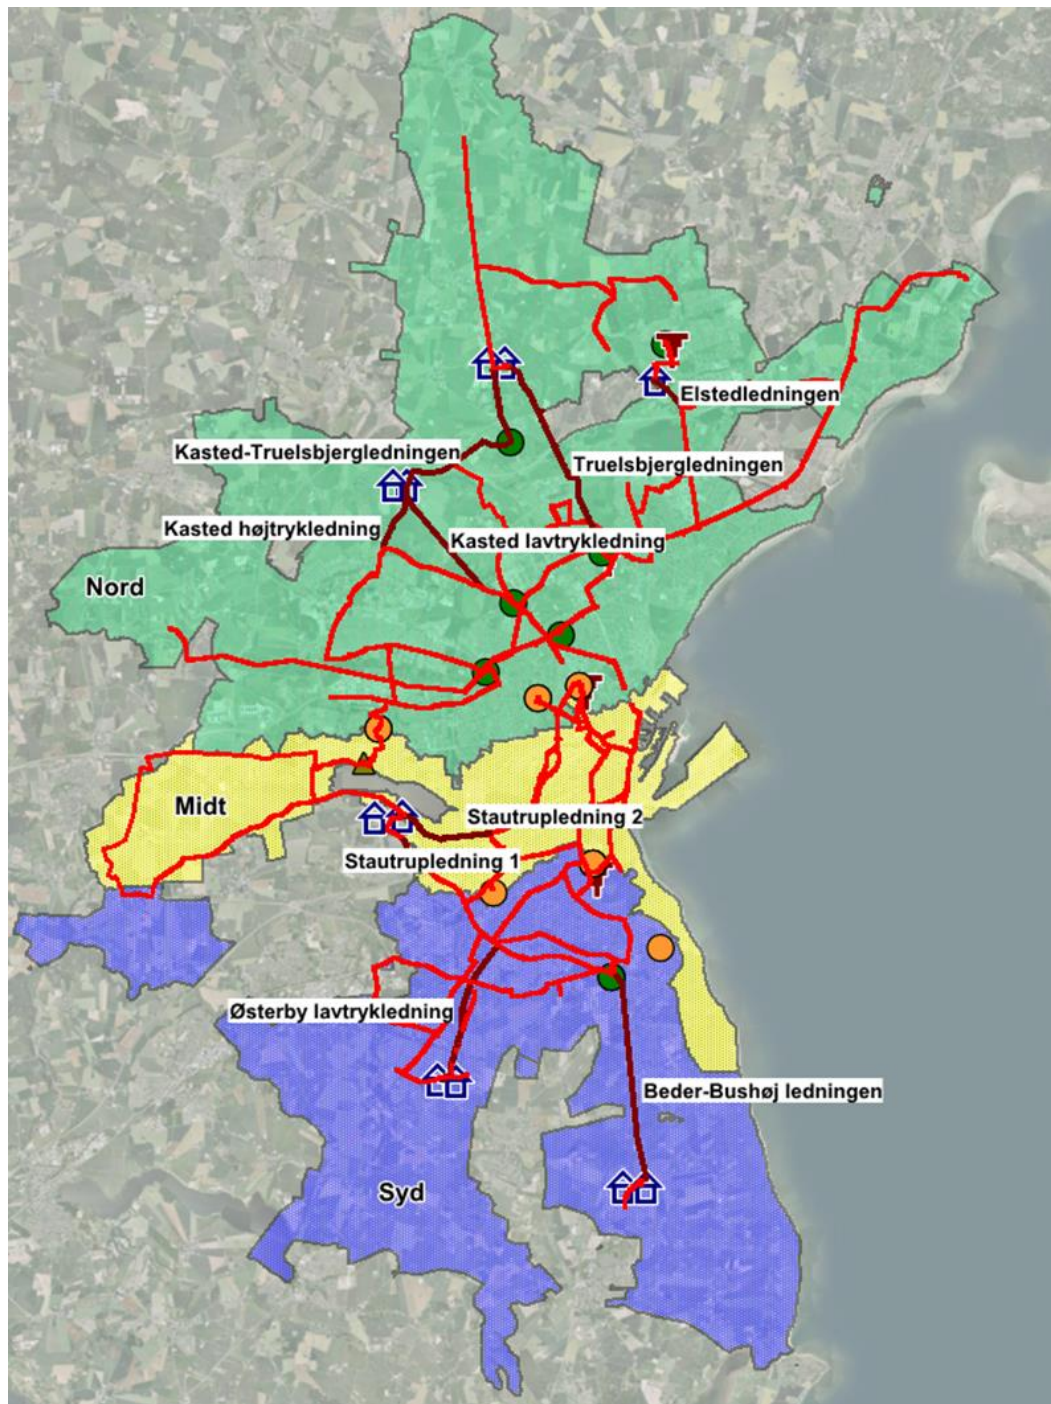 Elstedledningen
Kasted-Truelsbjergledningen
Truelsbjergledningen
Kasted højtrykledning
Kasted lavtrykledning
Nord
Midt
Stautrupledning 2
Stautrupledning 1
Østerby lavtrykledning
Beder-Bushøj ledningen
Syd